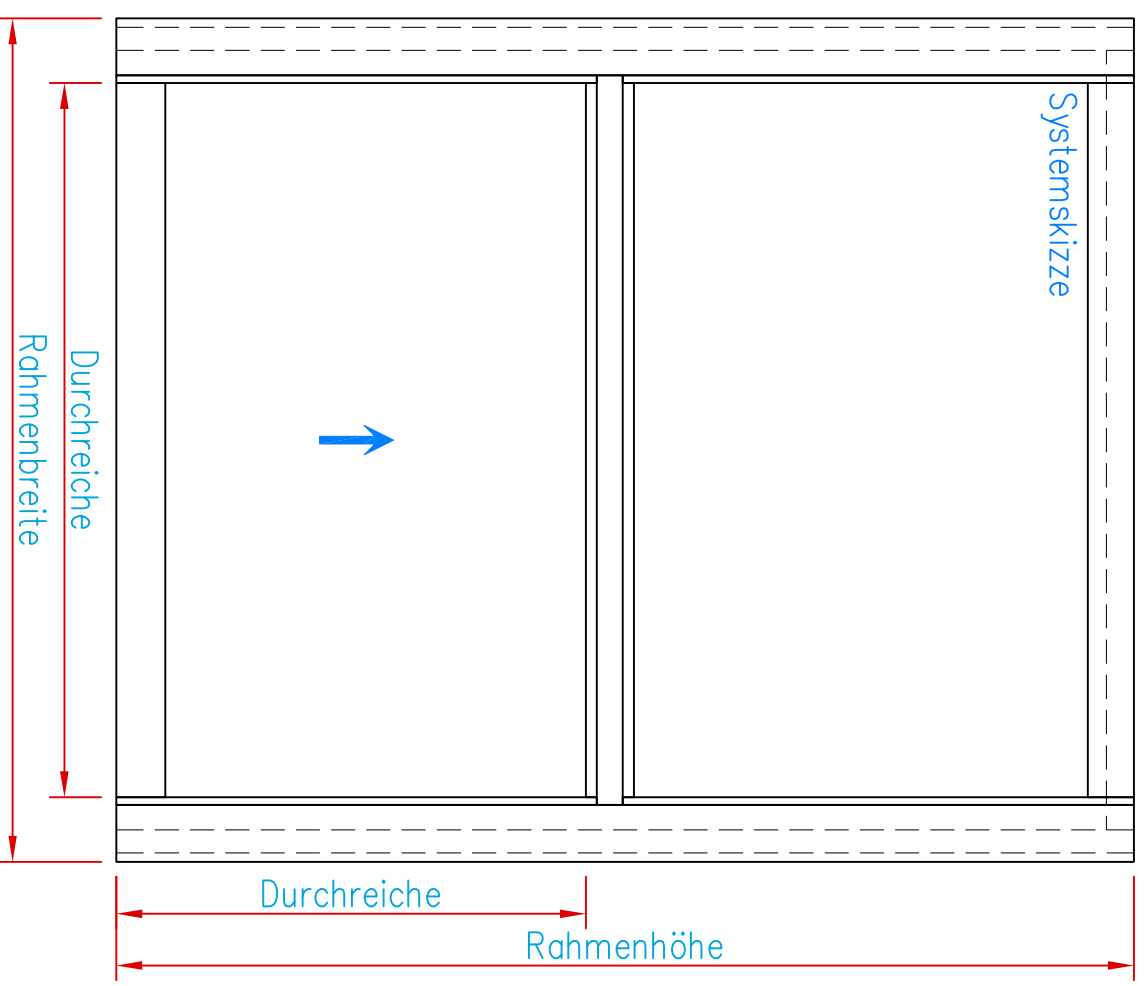 Systemskizze
Durchreiche
Rahmenbreite
Durchreiche
Rahmenhöhe